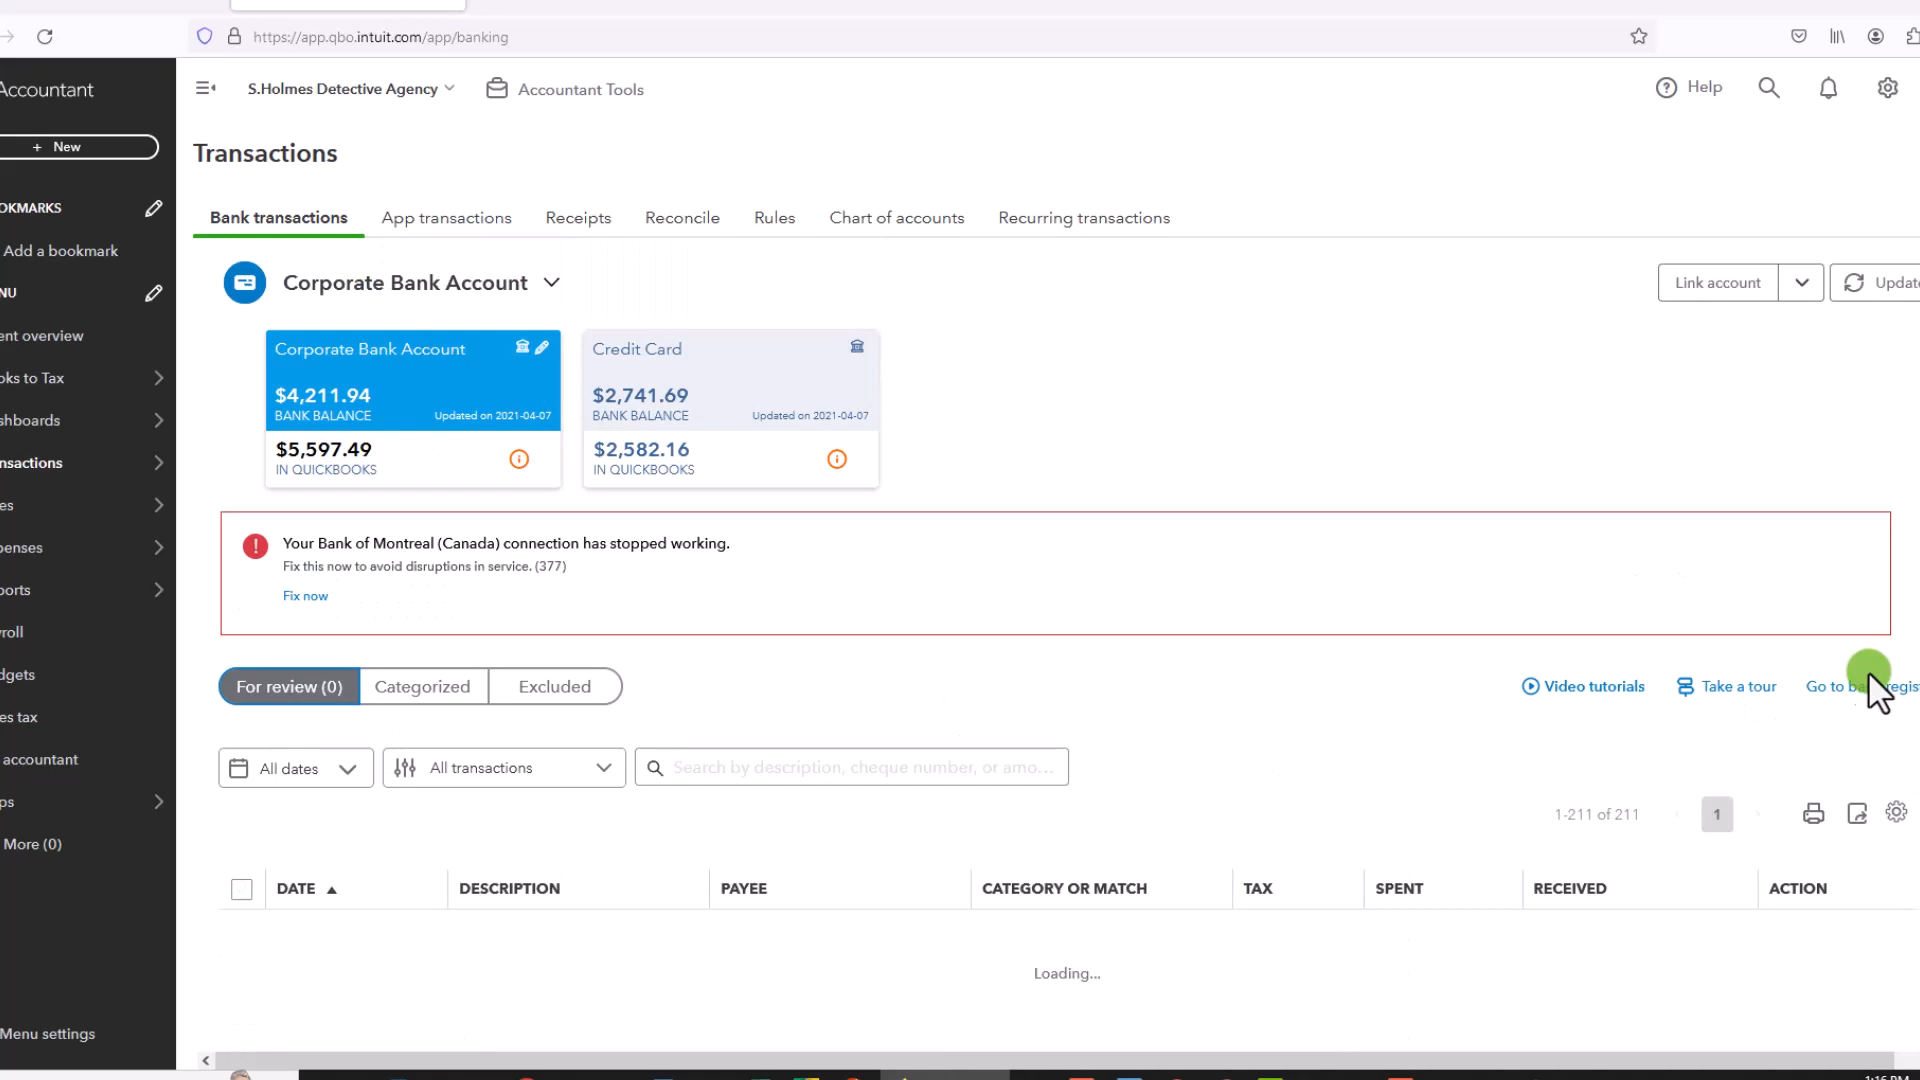 https://app.qbo.intuit.com/app/banking
Accountant
S.Holmes Detective Agency
Accountant Tools
Help
+ New
Transactions
OKMARKS
Bank transactions
App transactions
Receipts
Reconcile
Rules
Chart of accounts
Recurring transactions
Add a bookmark
NU
Corporate Bank Account
Link account
Update
ent overview
Corporate Bank Account
Credit Card
oks to Tax
$4,211.94
BANK BALANCE
Updated on 2021-04-07
$2,741.69
BANK BALANCE
Updated on 2021-04-07
shboards
$5,597.49
IN QUICKBOOKS
$2,582.16
IN QUICKBOOKS
nsactions
es
penses
Your Bank of Montreal (Canada) connection has stopped working.
Fix this now to avoid disruptions in service. (377)
Fix now
ports
roll
dgets
For review (0)
Categorized
Excluded
Video tutorials
Take a tour
Go to ba regis
es tax
accountant
All dates
All transactions
Search by description, cheque number, or amo...
ps
1-211 of 211
1
More (0)
DATE
DESCRIPTION
PAYEE
CATEGORY OR MATCH
TAX
SPENT
RECEIVED
ACTION
Loading...
Menu settings
1:16 PM